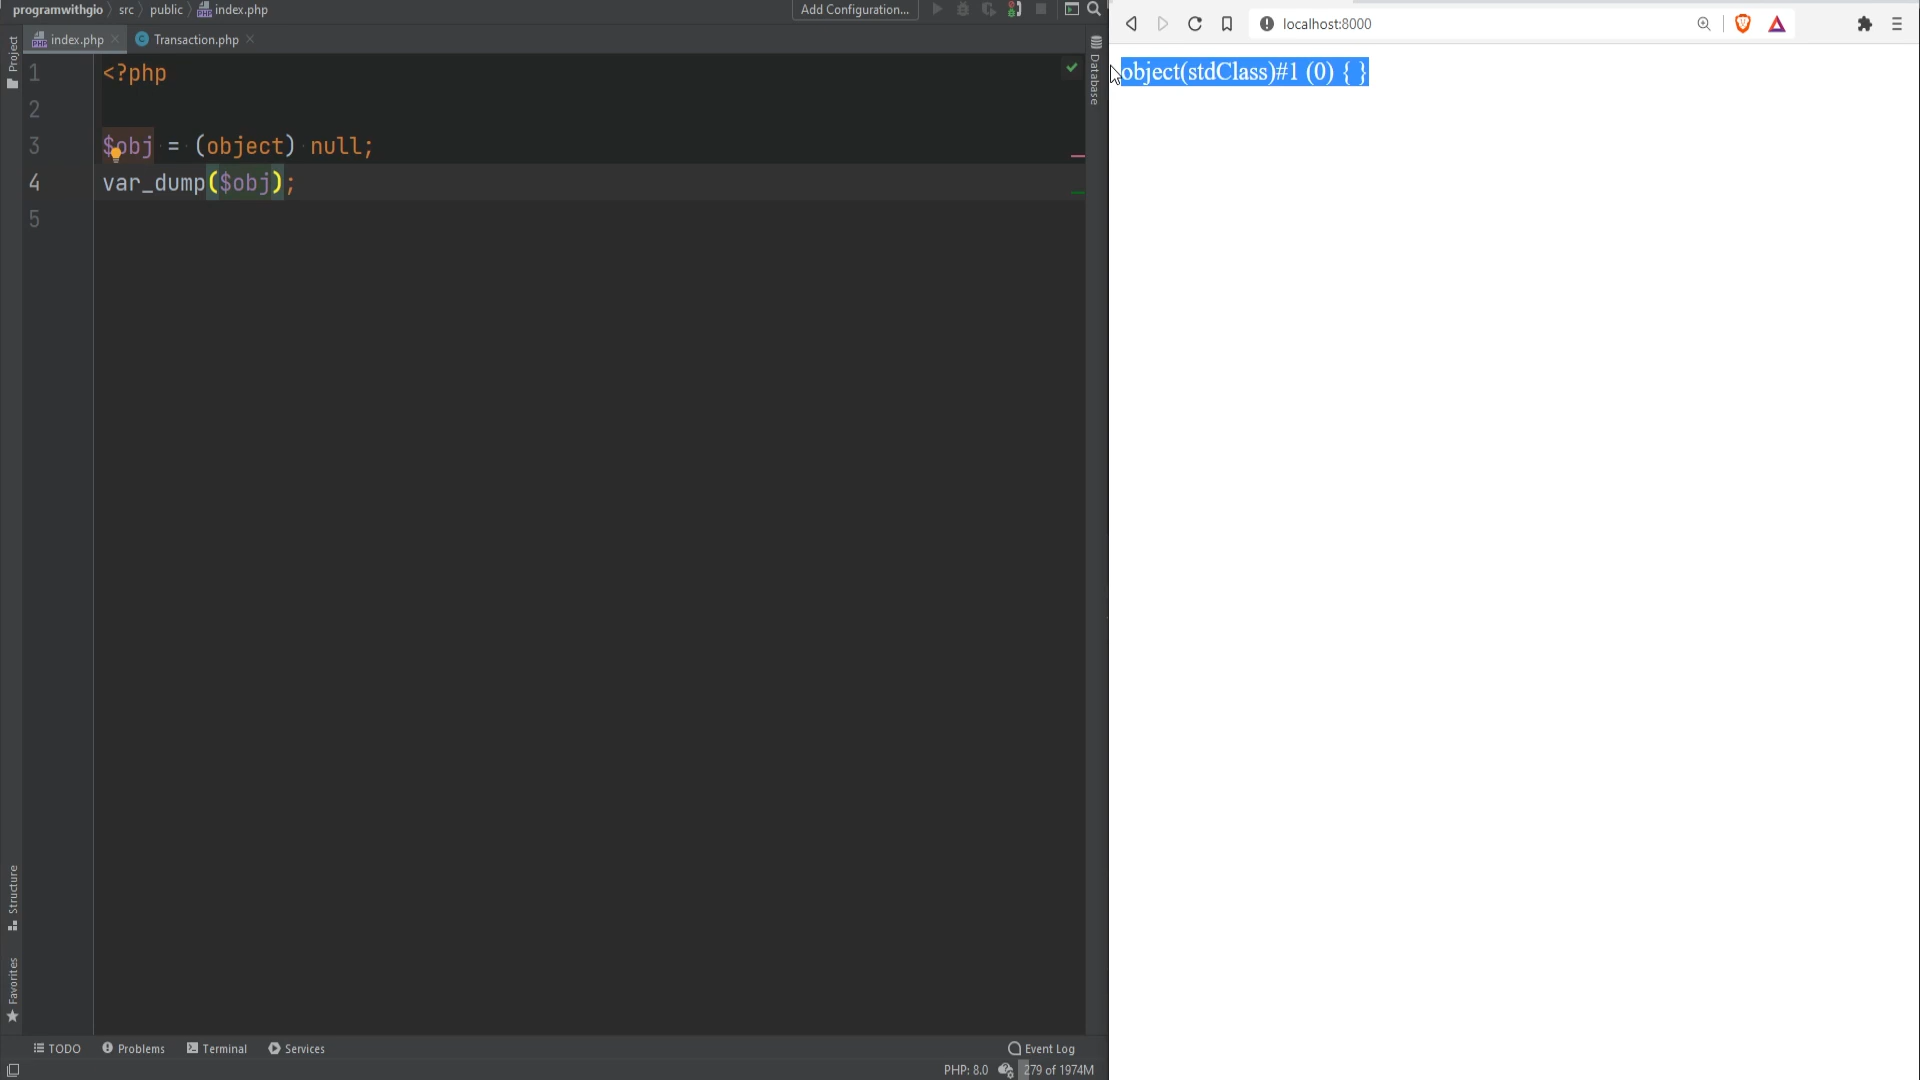 programwithgio src public index.php
Add Configuration...
localhost:8000
index.php Transaction.php
Project
Database
object(stdClass)#1 (0) { }
1 <?php
2
3 $obj = (object) null;
4 var_dump($obj);
5
Structure
Favorites
TODO Problems Terminal Services
Event Log
PHP: 8.0 279 of 1974M